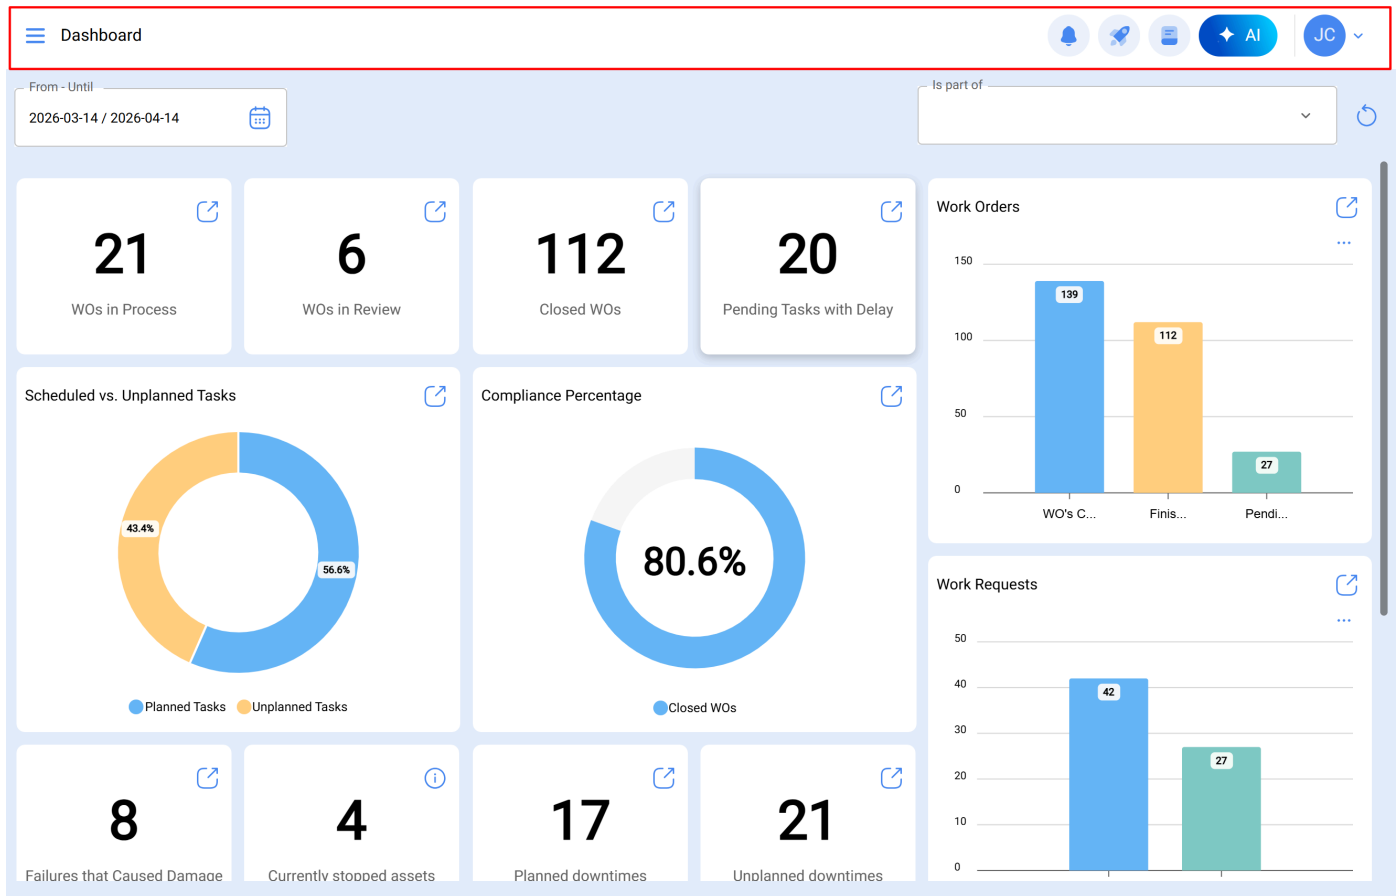 Dashboard
AI
JC
From - Until
2026-03-14 / 2026-04-14
Is part of
21
WOs in Process
6
WOs in Review
112
Closed WOs
20
Pending Tasks with Delay
Work Orders
...
150
100
50
0
139
112
27
WO's C...
Finis...
Pendi...
Scheduled vs. Unplanned Tasks
43.4%
56.6%
Planned Tasks
Unplanned Tasks
Compliance Percentage
80.6%
Closed WOs
Work Requests
...
50
40
30
20
10
0
42
27
8
Failures that Caused Damage
4
Currently stopped assets
17
Planned downtimes
21
Unplanned downtimes